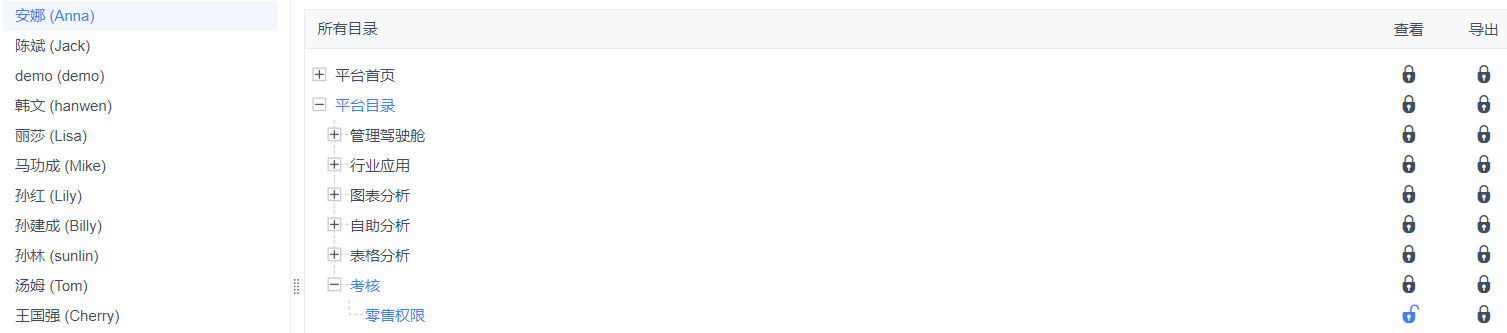 安娜 (Anna)
陈斌 (Jack)
demo (demo)
韩文 (hanwen)
丽莎 (Lisa)
马功成 (Mike)
孙红 (Lily)
孙建成 (Billy)
孙林 (sunlin)
汤姆 (Tom)
王国强 (Cherry)
所有目录 查看 导出
平台首页
平台目录
管理驾驶舱
行业应用
图表分析
自助分析
表格分析
考核
零售权限